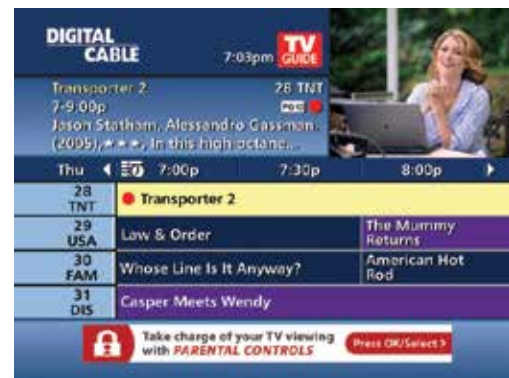 DIGITAL
CABLE
7:03pm
TV
GUIDE
Transporter 2 28 TNT
7-9:00p PG13
Jason Statham, Alessandro Gassman.
(2005), ★★★, In this high octane...
Thu 7:00p 7:30p 8:00p
28
TNT
Transporter 2
29
USA
Law & Order
The Mummy
Returns
30
FAM
Whose Line Is It Anyway?
American Hot
Rod
31
DIS
Casper Meets Wendy
Take charge of your TV viewing
with PARENTAL CONTROLS
Press OK/Select >